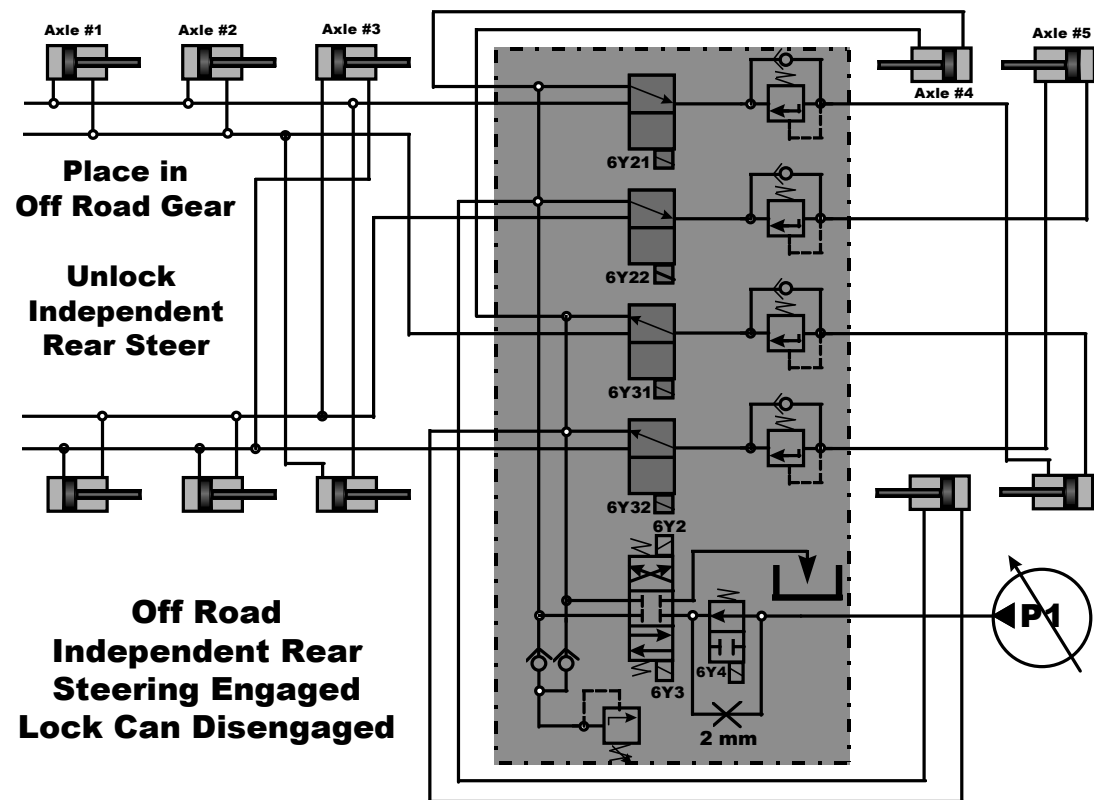 Axle #1
Axle #2
Axle #3
Axle #5
Axle #4
6Y21
Place in
Off Road Gear
6Y22
Unlock
Independent
Rear Steer
6Y31
6Y32
6Y2
Off Road
Independent Rear
Steering Engaged
Lock Can Disengaged
P1
6Y4
6Y3
2 mm